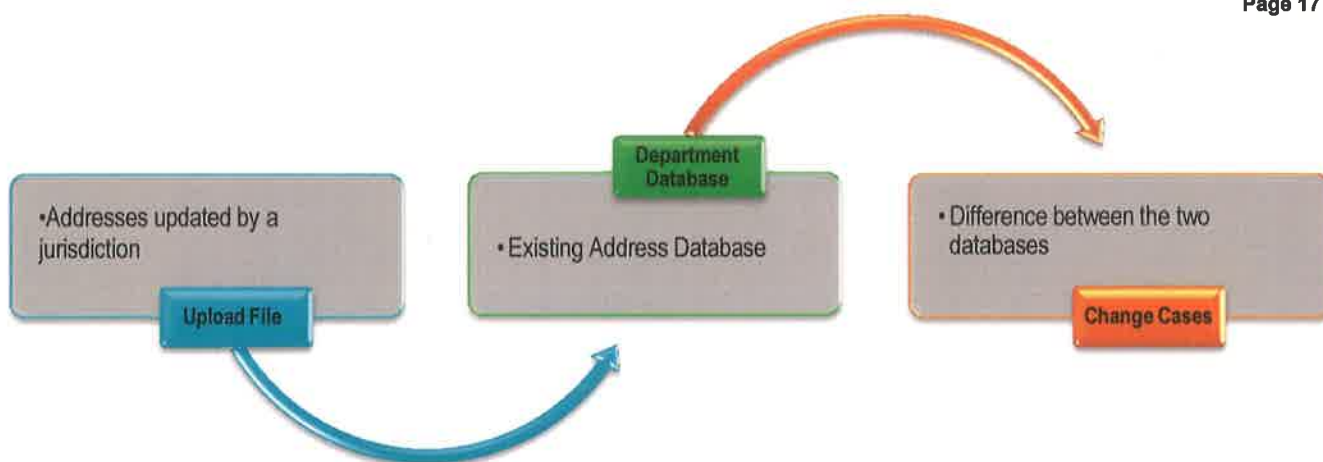 Page 17
•Addresses updated by a
jurisdiction
Upload File
Department
Database
•Existing Address Database
•Difference between the two
databases
Change Cases